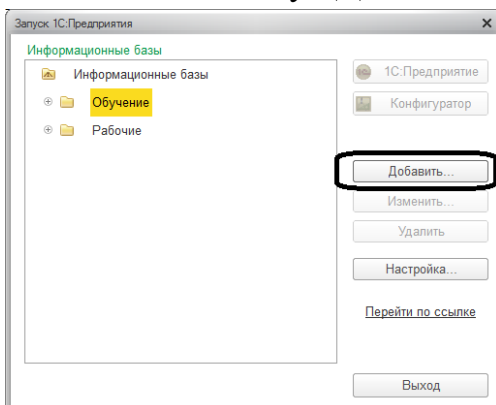 Запуск 1С:Предприятия
Информационные базы
Информационные базы
Обучение
Рабочие
1С:Предприятие
Конфигуратор
Добавить...
Изменить...
Удалить
Настройка...
Перейти по ссылке
Выход